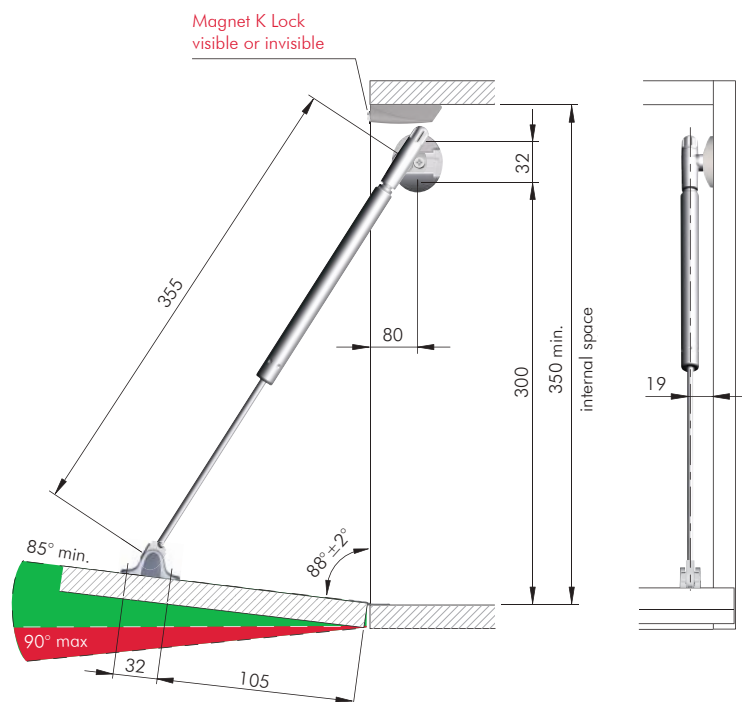 Magnet K Lock
visible or invisible
32
355
80
300
350 min.
internal space
19
85° min.
88°±2°
90° max
32
105